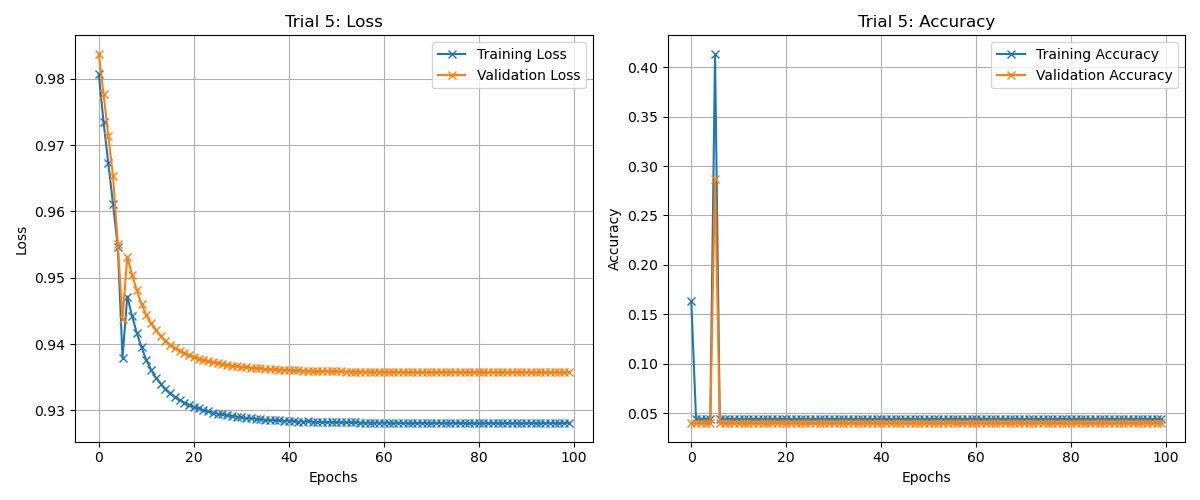 Trial 5: Loss
Training Loss
Validation Loss
0.98
0.97
0.96
0.95
0.94
0.93
Loss
0 20 40 60 80 100
Epochs
Trial 5: Accuracy
Training Accuracy
Validation Accuracy
0.40
0.35
0.30
0.25
0.20
0.15
0.10
0.05
Accuracy
0 20 40 60 80 100
Epochs